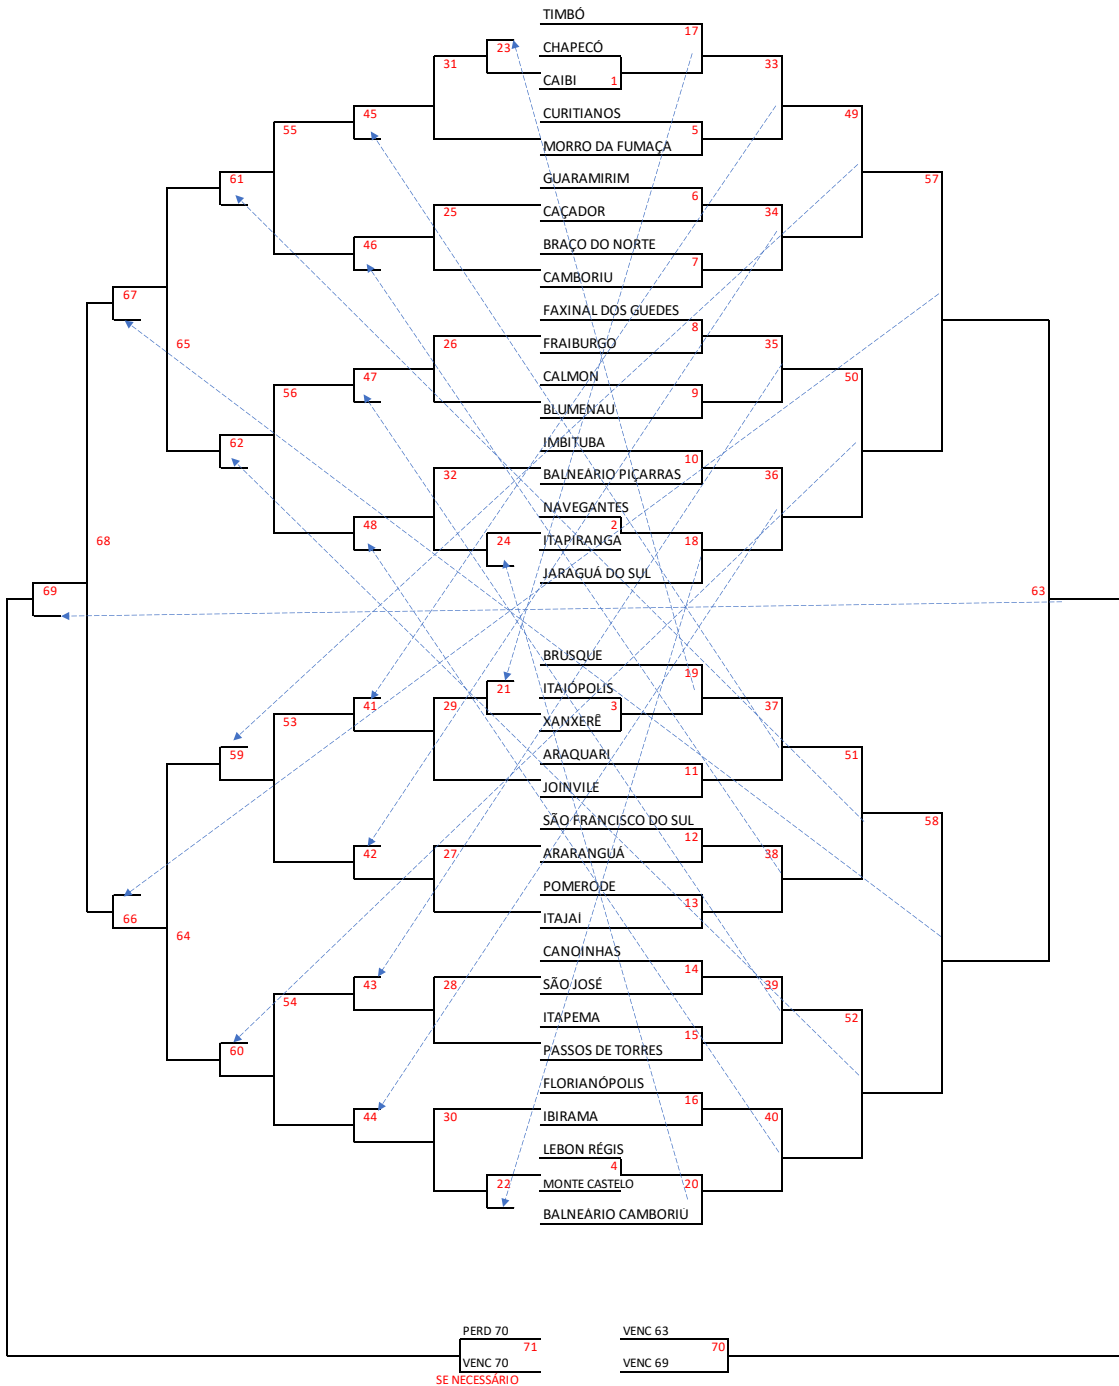 TIMBÓ
17
23 CHAPECÓ
31 33
CAIBI 1
45 CURITIANOS 49
55 5
MORRO DA FUMAÇA
61 GUARAMIRIM 57
6
25 CAÇADOR 34
46 BRAÇO DO NORTE
7
CAMBORIU
67
FAXINAL DOS GUEDES
8
65 26 FRAIBURGO 35
47 CALMON 50
56 9
BLUMENAU
62 IMBITUBA
10
32 BALNEÁRIO PIÇARRAS 36
NAVEGANTES
48 2
68 24 ITAPIRANGA 18
JARAGUÁ DO SUL
69 63
BRUSQUE
19
21 ITAIÓPOLIS
41 29 3 37
53 XANXERÊ
59 ARAQUARI 51
11
JOINVILE
SÃO FRANCISCO DO SUL 58
12
42 27 ARARANGUÁ 38
POMERODE
13
66 ITAJAÍ
64
CANOINHAS
14
43 28 SÃO JOSÉ 39
54 ITAPEMA 52
15
60 PASSOS DE TORRES
FLORIANÓPOLIS
16
44 30 IBIRAMA 40
LEBON RÉGIS
4
22 MONTE CASTELO 20
BALNEÁRIO CAMBORIÚ
PERD 70 VENC 63
71 70
VENC 70 VENC 69
SE NECESSÁRIO